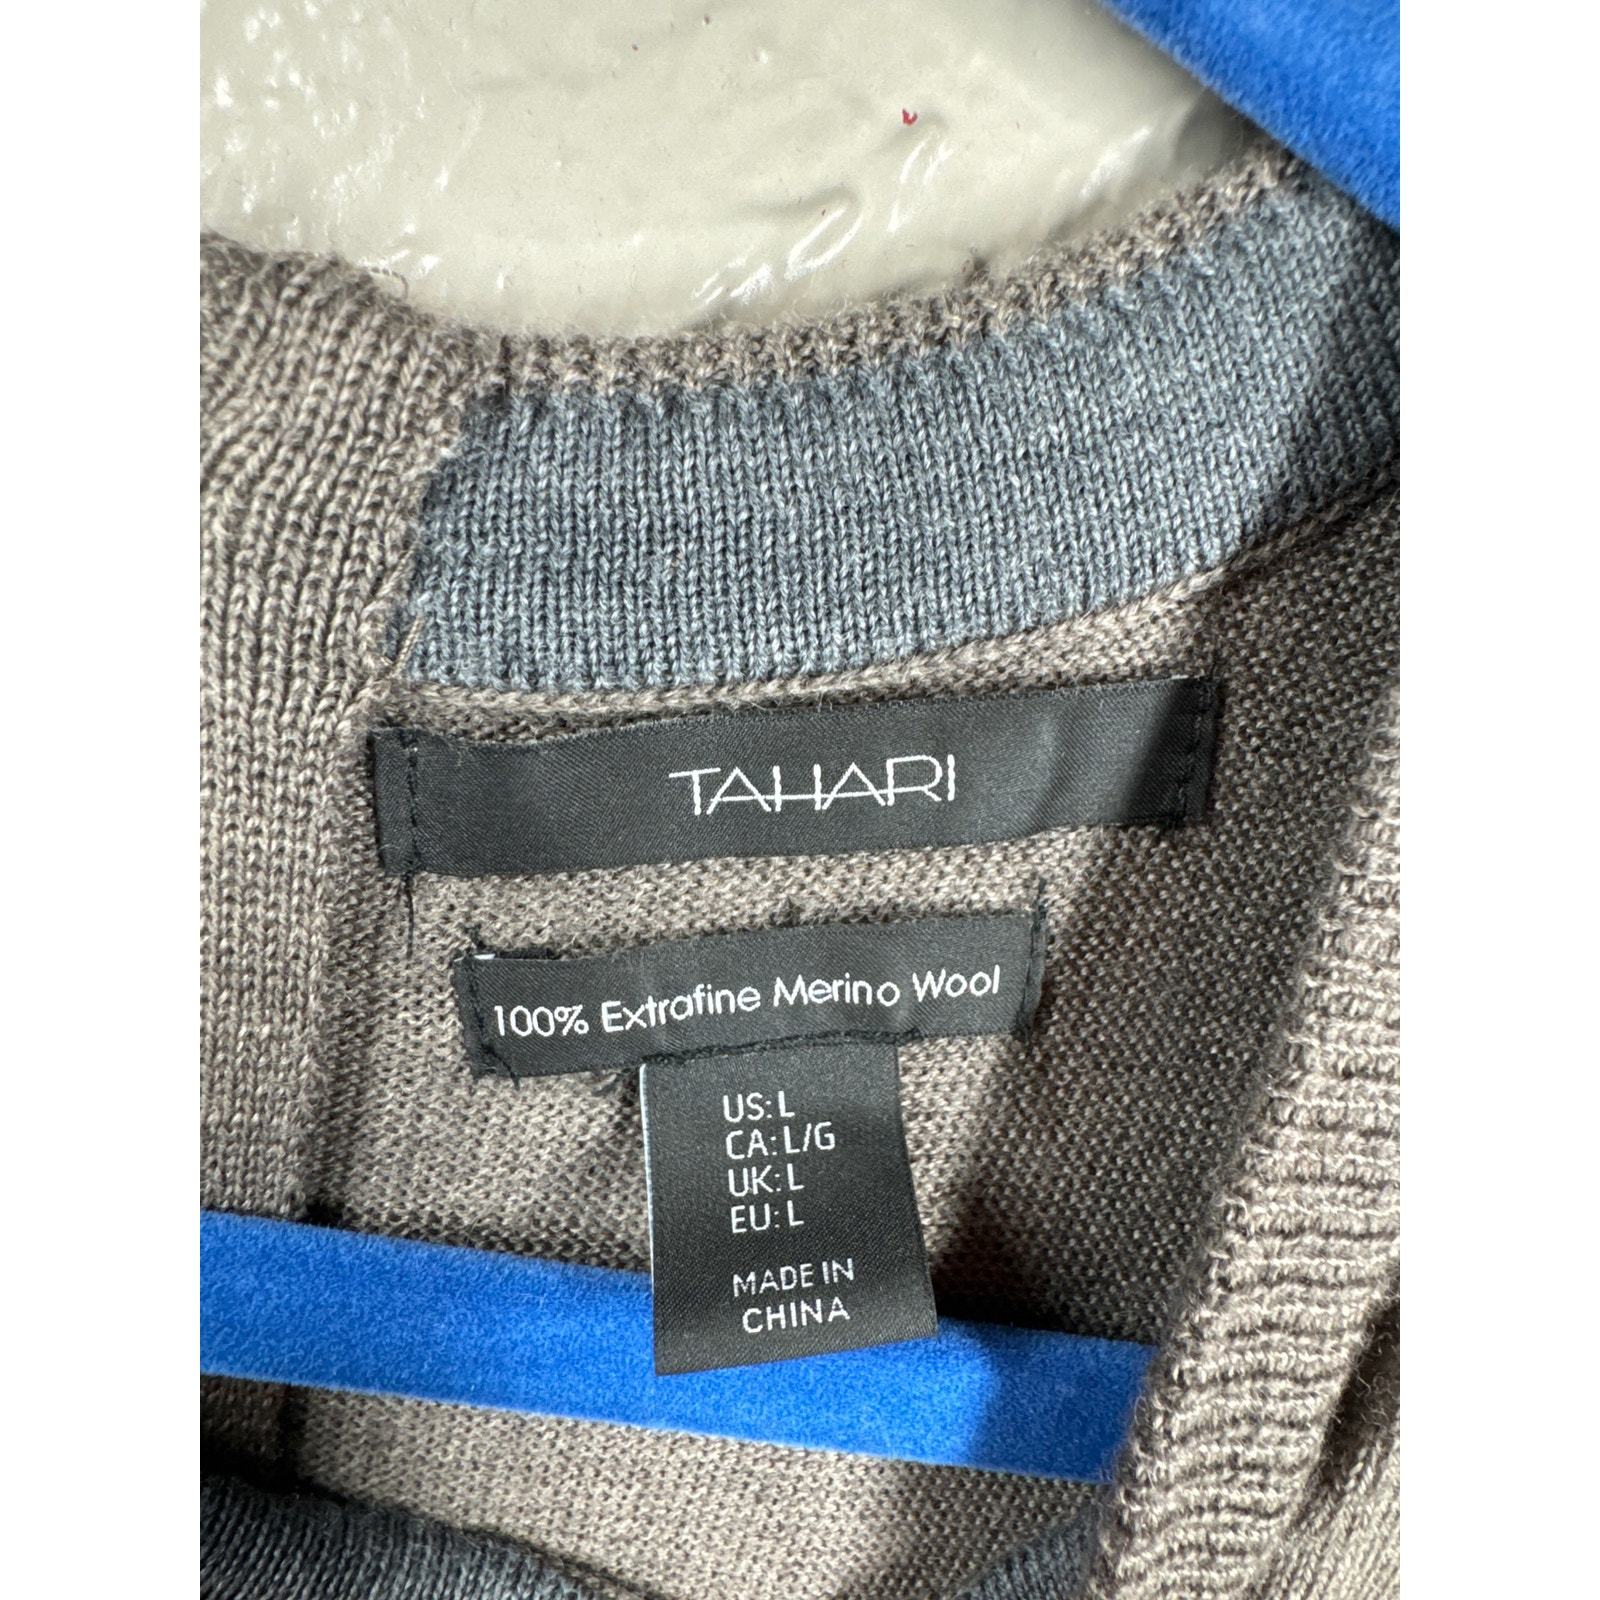 TAHARI
100% Extrafine Merino Wool
US: L
CA: L/G
UK: L
EU: L
MADE IN
CHINA